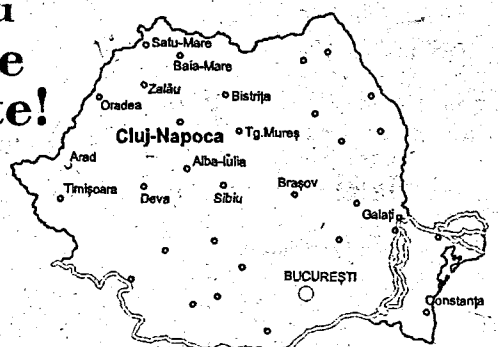 u
e
te!
Satu-Mare
Baia-Mare
Zalău
Oradea
Bistrița
Cluj-Napoca
Tg.Mureș
Arad
Alba-Iulia
Timișoara
Deva
Sibiu
Brașov
Galați
BUCUREȘTI
Constanța